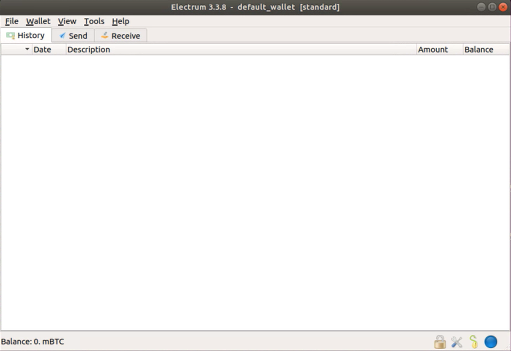 Electrum 3.3.8 - default_wallet [standard]
File Wallet View Tools Help
History Send Receive
Date Description Amount Balance
Balance: 0. mBTC